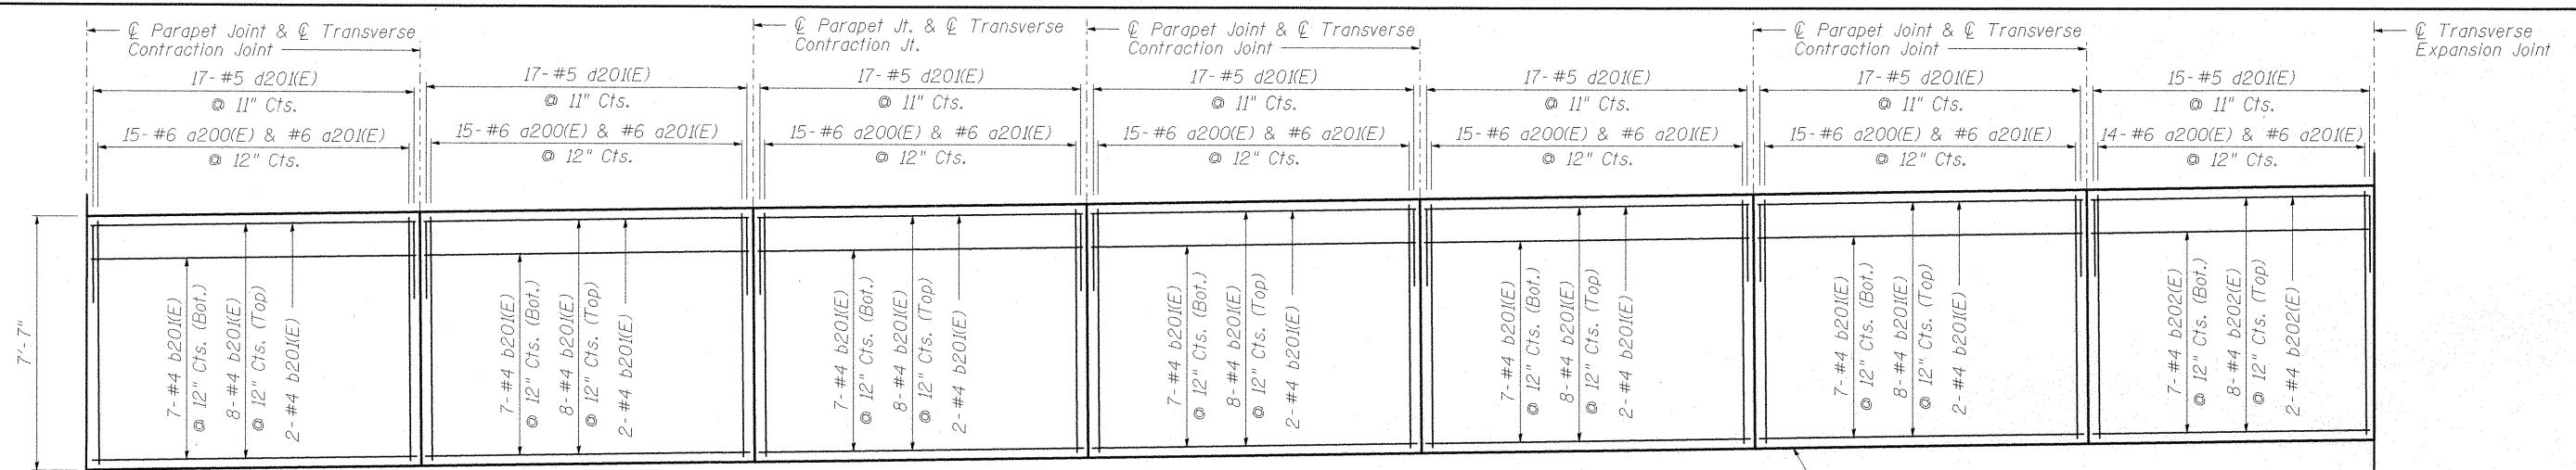 ℄ Parapet Joint & ℄ Transverse
Contraction Joint
℄ Parapet Jt. & ℄ Transverse
Contraction Jt.
℄ Parapet Joint & ℄ Transverse
Contraction Joint
℄ Parapet Joint & ℄ Transverse
Contraction Joint
℄ Transverse
Expansion Joint
17-#5 d201(E)
@ 11" Cts.
15-#6 a200(E) & #6 a201(E)
@ 12" Cts.
17-#5 d201(E)
@ 11" Cts.
15-#6 a200(E) & #6 a201(E)
@ 12" Cts.
17-#5 d201(E)
@ 11" Cts.
15-#6 a200(E) & #6 a201(E)
@ 12" Cts.
17-#5 d201(E)
@ 11" Cts.
15-#6 a200(E) & #6 a201(E)
@ 12" Cts.
17-#5 d201(E)
@ 11" Cts.
15-#6 a200(E) & #6 a201(E)
@ 12" Cts.
17-#5 d201(E)
@ 11" Cts.
15-#6 a200(E) & #6 a201(E)
@ 12" Cts.
15-#5 d201(E)
@ 11" Cts.
14-#6 a200(E) & #6 a201(E)
@ 12" Cts.
7'-7"
7-#4 b201(E)
@ 12" Cts. (Bot.)
8-#4 b201(E)
@ 12" Cts. (Top)
2-#4 b201(E)
7-#4 b201(E)
@ 12" Cts. (Bot.)
8-#4 b201(E)
@ 12" Cts. (Top)
2-#4 b201(E)
7-#4 b201(E)
@ 12" Cts. (Bot.)
8-#4 b201(E)
@ 12" Cts. (Top)
2-#4 b201(E)
7-#4 b201(E)
@ 12" Cts. (Bot.)
8-#4 b201(E)
@ 12" Cts. (Top)
2-#4 b201(E)
7-#4 b201(E)
@ 12" Cts. (Bot.)
8-#4 b201(E)
@ 12" Cts. (Top)
2-#4 b201(E)
7-#4 b201(E)
@ 12" Cts. (Bot.)
8-#4 b201(E)
@ 12" Cts. (Top
2-#4 b201(E)
7-#4 b202(E)
@ 12" Cts. (Bot.)
8-#4 b202(E)
@ 12" Cts. (Top)
2-#4 b202(E)